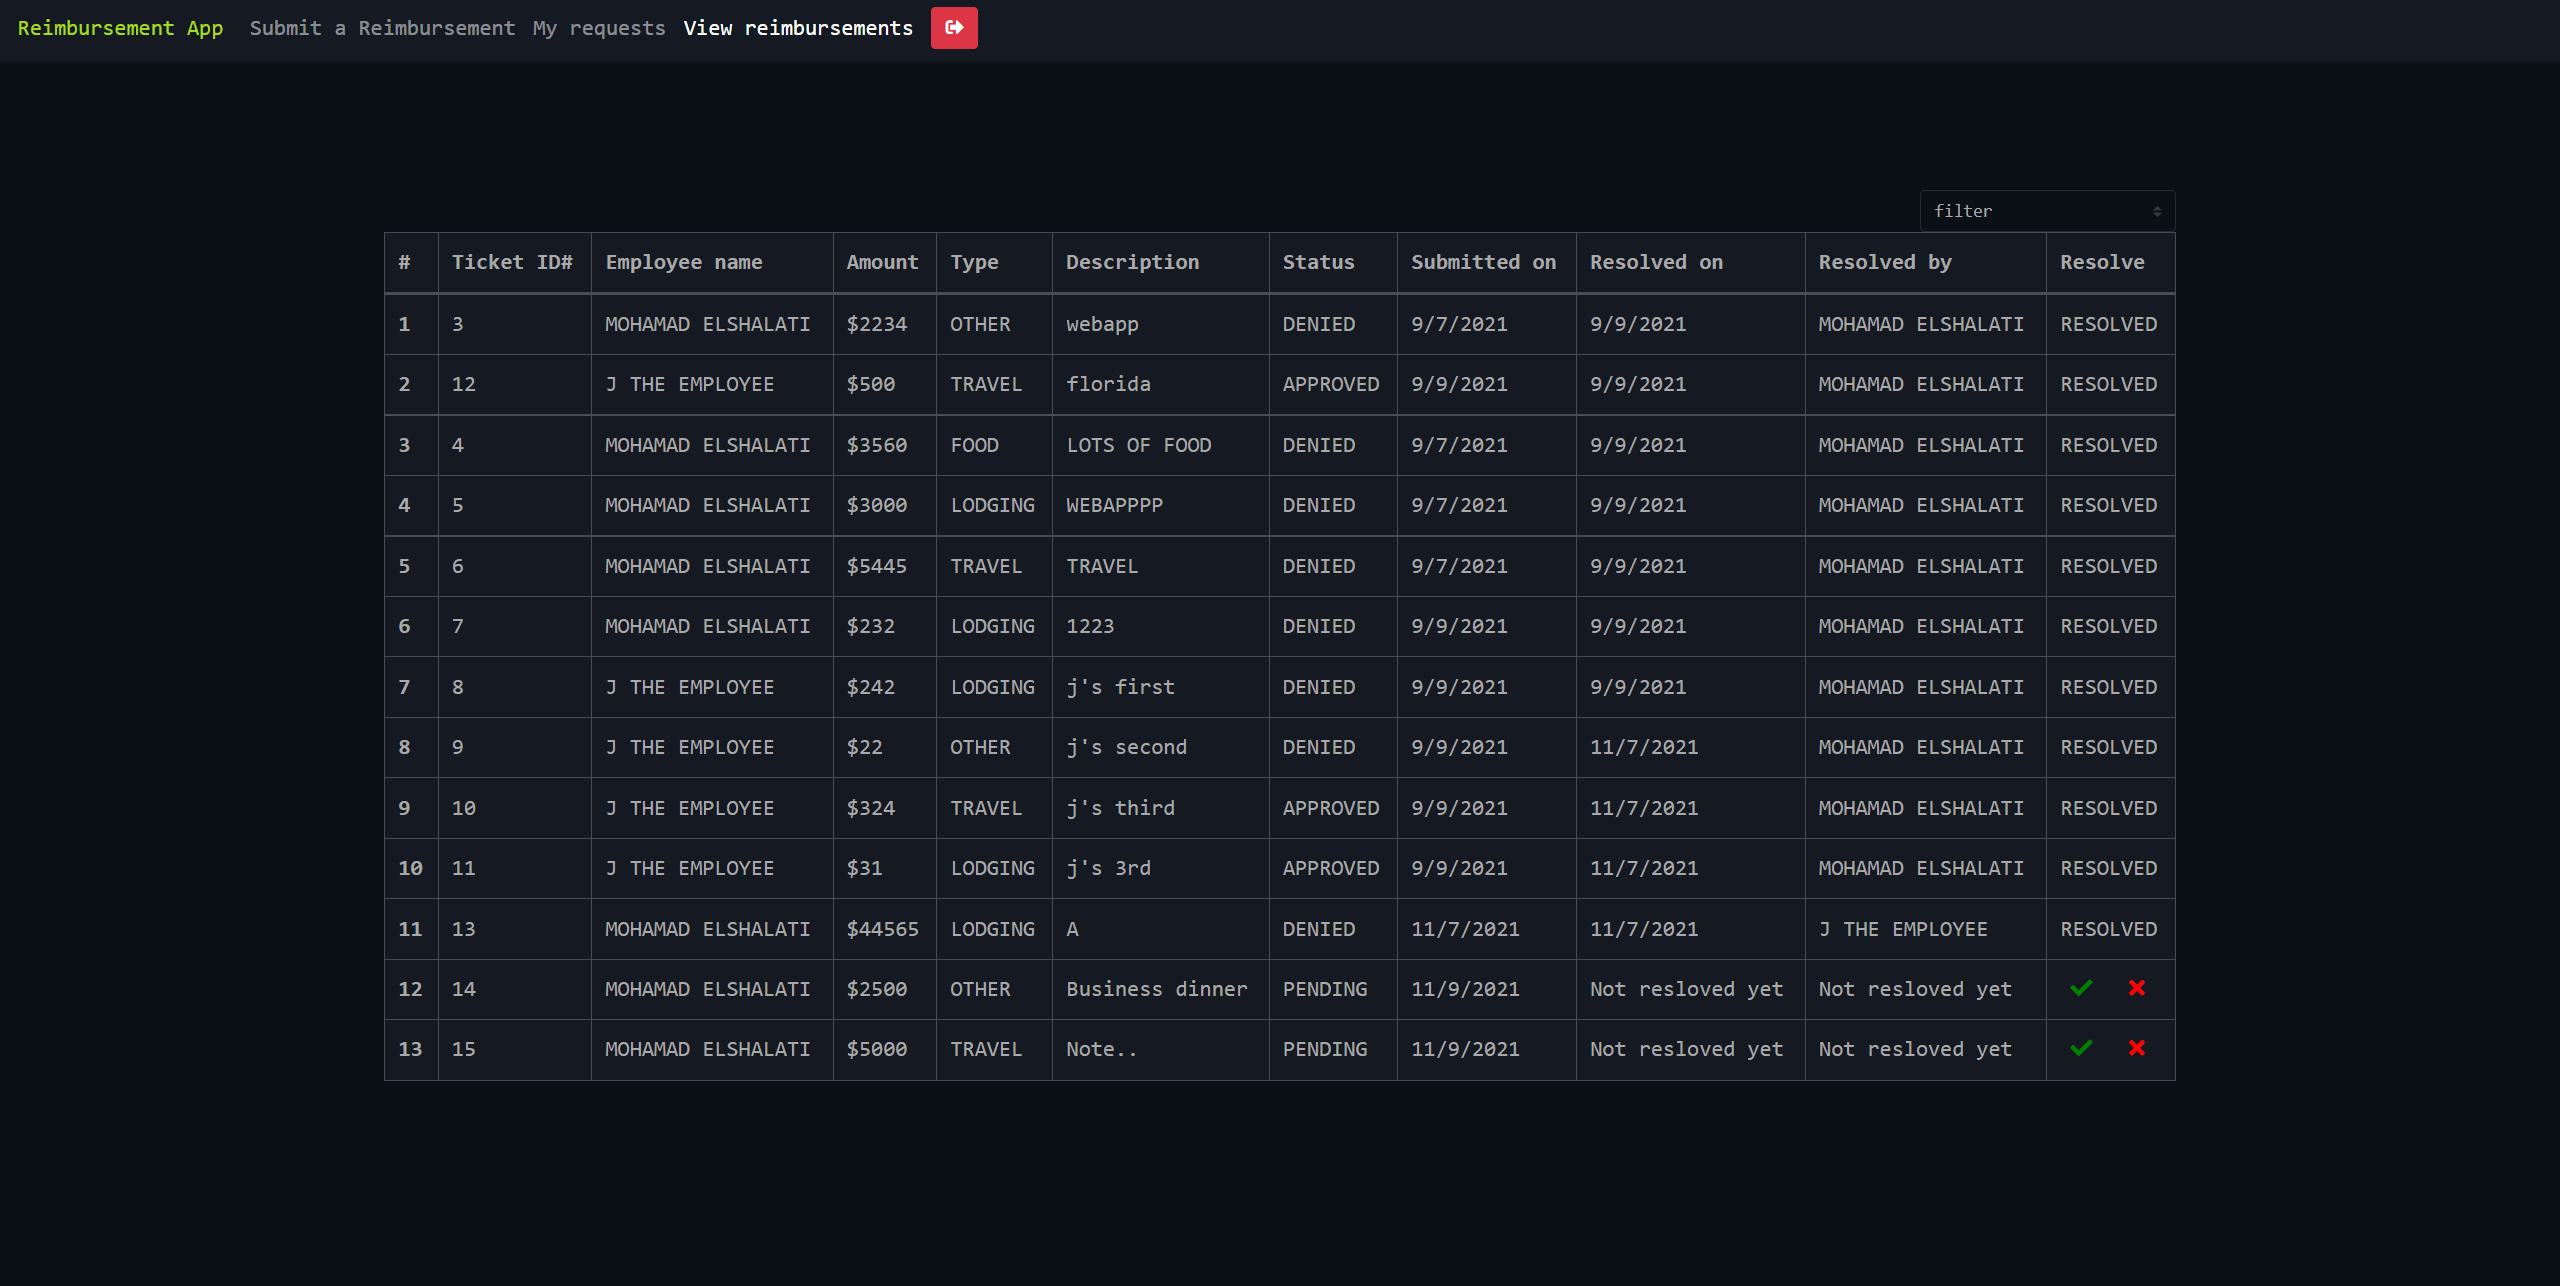 Reimbursement App Submit a Reimbursement My requests View reimbursements
filter
# Ticket ID# Employee name Amount Type Description Status Submitted on Resolved on Resolved by Resolve
1 3 MOHAMAD ELSHALATI $2234 OTHER webapp DENIED 9/7/2021 9/9/2021 MOHAMAD ELSHALATI RESOLVED
2 12 J THE EMPLOYEE $500 TRAVEL florida APPROVED 9/9/2021 9/9/2021 MOHAMAD ELSHALATI RESOLVED
3 4 MOHAMAD ELSHALATI $3560 FOOD LOTS OF FOOD DENIED 9/7/2021 9/9/2021 MOHAMAD ELSHALATI RESOLVED
4 5 MOHAMAD ELSHALATI $3000 LODGING WEBAPPPP DENIED 9/7/2021 9/9/2021 MOHAMAD ELSHALATI RESOLVED
5 6 MOHAMAD ELSHALATI $5445 TRAVEL TRAVEL DENIED 9/7/2021 9/9/2021 MOHAMAD ELSHALATI RESOLVED
6 7 MOHAMAD ELSHALATI $232 LODGING 1223 DENIED 9/9/2021 9/9/2021 MOHAMAD ELSHALATI RESOLVED
7 8 J THE EMPLOYEE $242 LODGING j's first DENIED 9/9/2021 9/9/2021 MOHAMAD ELSHALATI RESOLVED
8 9 J THE EMPLOYEE $22 OTHER j's second DENIED 9/9/2021 11/7/2021 MOHAMAD ELSHALATI RESOLVED
9 10 J THE EMPLOYEE $324 TRAVEL j's third APPROVED 9/9/2021 11/7/2021 MOHAMAD ELSHALATI RESOLVED
10 11 J THE EMPLOYEE $31 LODGING j's 3rd APPROVED 9/9/2021 11/7/2021 MOHAMAD ELSHALATI RESOLVED
11 13 MOHAMAD ELSHALATI $44565 LODGING A DENIED 11/7/2021 11/7/2021 J THE EMPLOYEE RESOLVED
12 14 MOHAMAD ELSHALATI $2500 OTHER Business dinner PENDING 11/9/2021 Not resloved yet Not resloved yet
13 15 MOHAMAD ELSHALATI $5000 TRAVEL Note.. PENDING 11/9/2021 Not resloved yet Not resloved yet